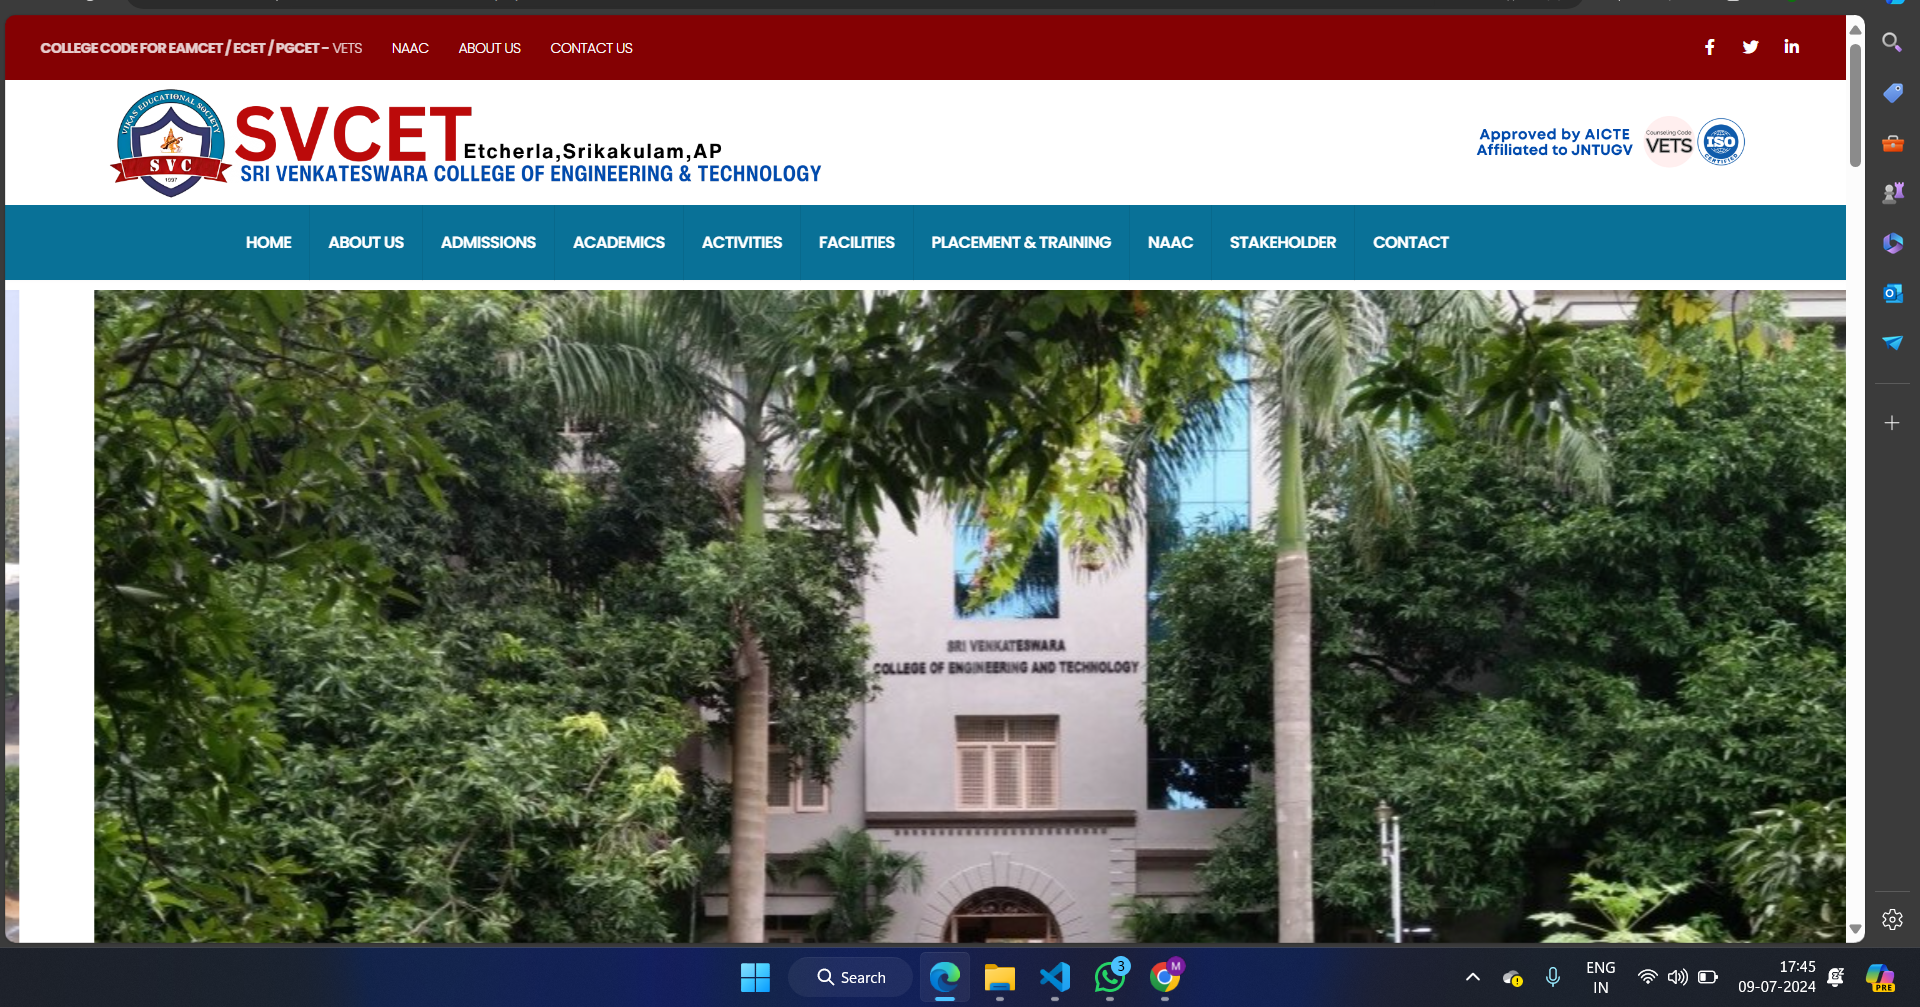 COLLEGE CODE FOR EAMCET / ECET / PGCET - VETS NAAC ABOUT US CONTACT US
VIKAS EDUCATIONAL SOCIETY
SVC
1997
SVCET
Etcherla,Srikakulam,AP
SRI VENKATESWARA COLLEGE OF ENGINEERING & TECHNOLOGY
Approved by AICTE
Affiliated to JNTUGV
Counseling Code
VETS
ISO
CERTIFIED
HOME ABOUT US ADMISSIONS ACADEMICS ACTIVITIES FACILITIES PLACEMENT & TRAINING NAAC STAKEHOLDER CONTACT
SRI VENKATESWARA
COLLEGE OF ENGINEERING AND TECHNOLOGY
Search
3
M
ENG
IN
17:45
09-07-2024
PRE